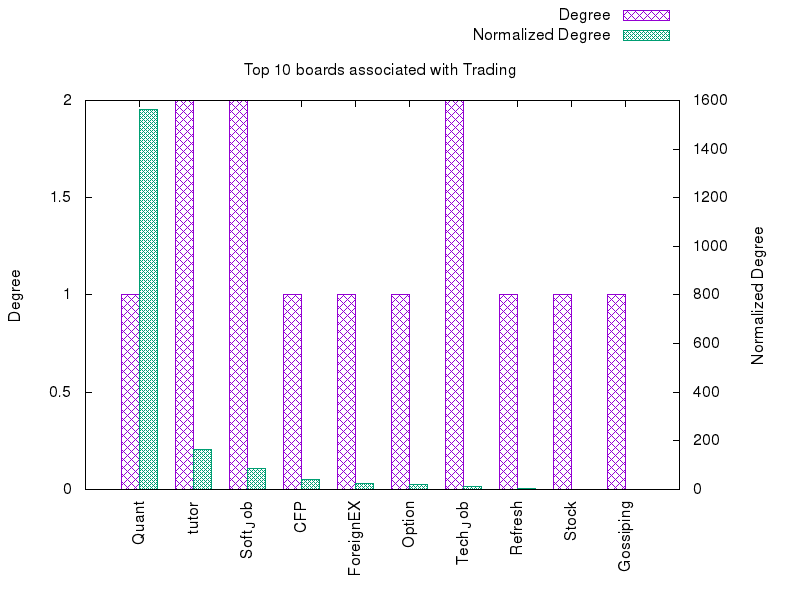 Degree
Normalized Degree
Top 10 boards associated with Trading
2
1.5
1
0.5
0
1600
1400
1200
1000
800
600
400
200
0
Degree
Normalized Degree
Quant
tutor
Soft_Job
CFP
ForeignEX
Option
Tech_Job
Refresh
Stock
Gossiping